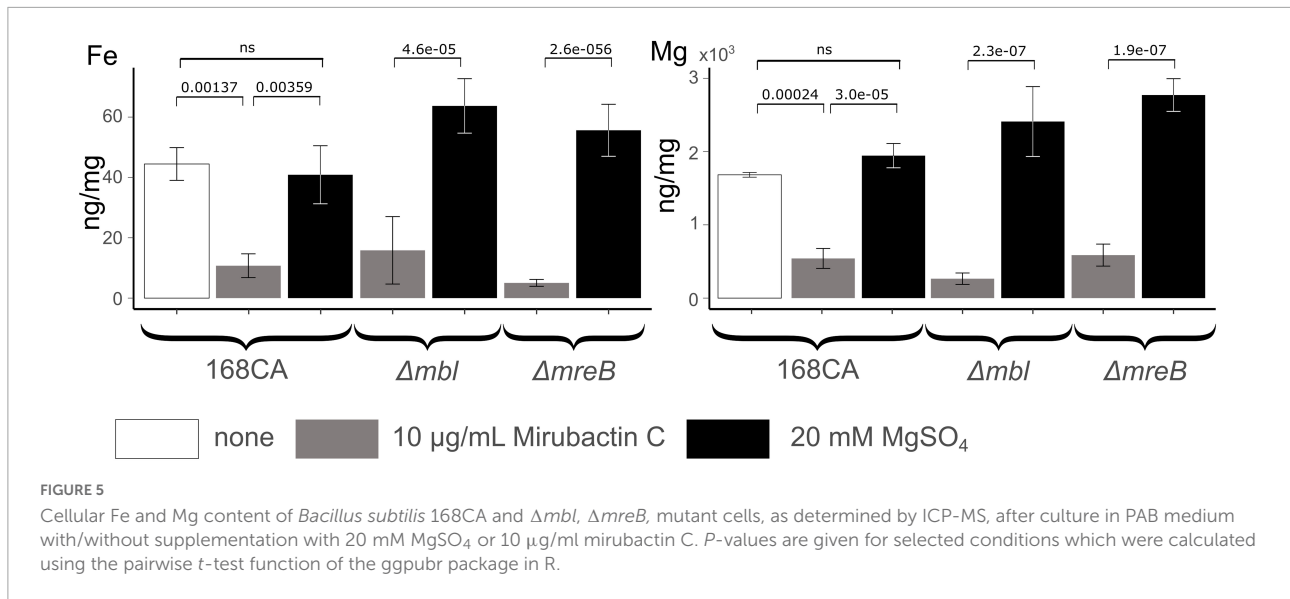 Fe
ns
4.6e-05
2.6e-056
0.00137
0.00359
60
40
20
0
ng/mg
168CA
Δmbl
ΔmreB
Mg x10³
ns
2.3e-07
1.9e-07
0.00024
3.0e-05
3
2
1
0
ng/mg
168CA
Δmbl
ΔmreB
none
10 µg/mL Mirubactin C
20 mM MgSO₄
FIGURE 5
Cellular Fe and Mg content of Bacillus subtilis 168CA and Δmbl, ΔmreB, mutant cells, as determined by ICP-MS, after culture in PAB medium
with/without supplementation with 20 mM MgSO₄ or 10 µg/ml mirubactin C. P-values are given for selected conditions which were calculated
using the pairwise t-test function of the ggpubr package in R.